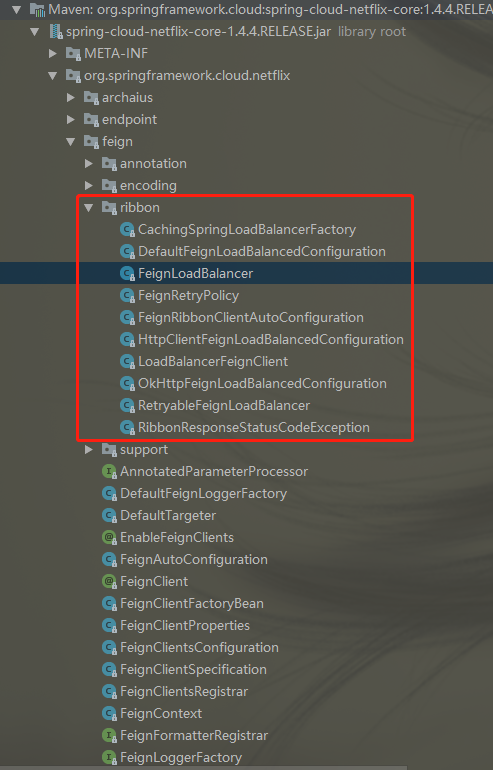 Maven: org.springframework.cloud:spring-cloud-netflix-core:1.4.4.RELEASE
spring-cloud-netflix-core-1.4.4.RELEASE.jar library root
META-INF
org.springframework.cloud.netflix
archaius
endpoint
feign
annotation
encoding
ribbon
CachingSpringLoadBalancerFactory
DefaultFeignLoadBalancedConfiguration
FeignLoadBalancer
FeignRetryPolicy
FeignRibbonClientAutoConfiguration
HttpClientFeignLoadBalancedConfiguration
LoadBalancerFeignClient
OkHttpFeignLoadBalancedConfiguration
RetryableFeignLoadBalancer
RibbonResponseStatusCodeException
support
AnnotatedParameterProcessor
DefaultFeignLoggerFactory
DefaultTargeter
EnableFeignClients
FeignAutoConfiguration
FeignClient
FeignClientFactoryBean
FeignClientProperties
FeignClientsConfiguration
FeignClientSpecification
FeignClientsRegistrar
FeignContext
FeignFormatterRegistrar
FeignLoggerFactory